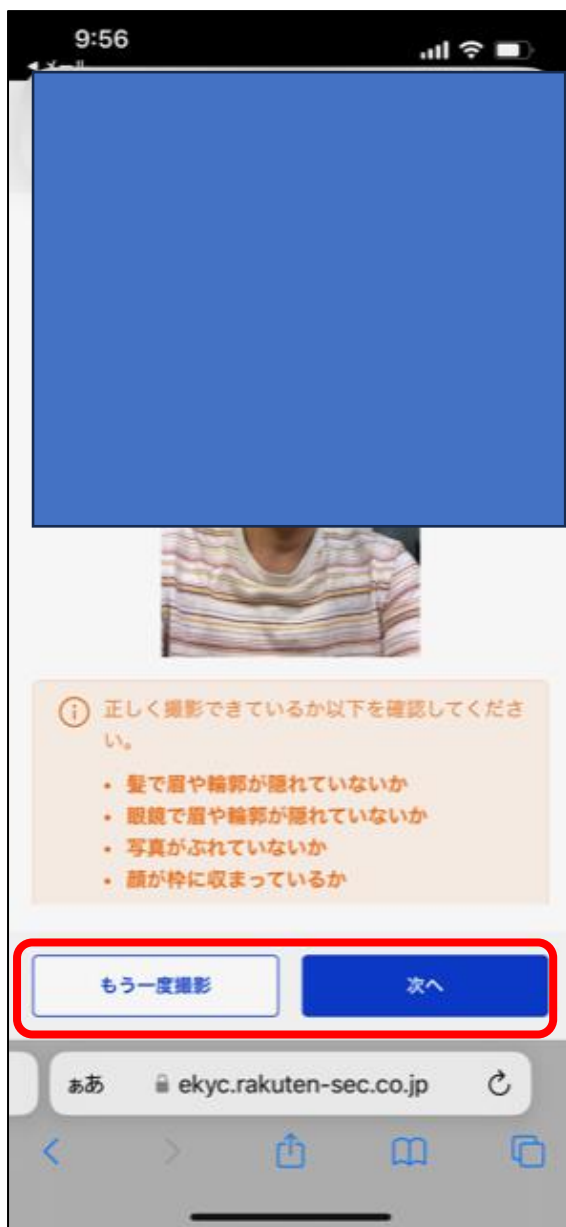 9:56
正しく撮影できているか以下を確認してくださ
い。
• 髪で眉や輪郭が隠れていないか
• 眼鏡で眉や輪郭が隠れていないか
• 写真がぶれていないか
• 顔が枠に収まっているか
もう一度撮影 次へ
ぁあ ekyc.rakuten-sec.co.jp